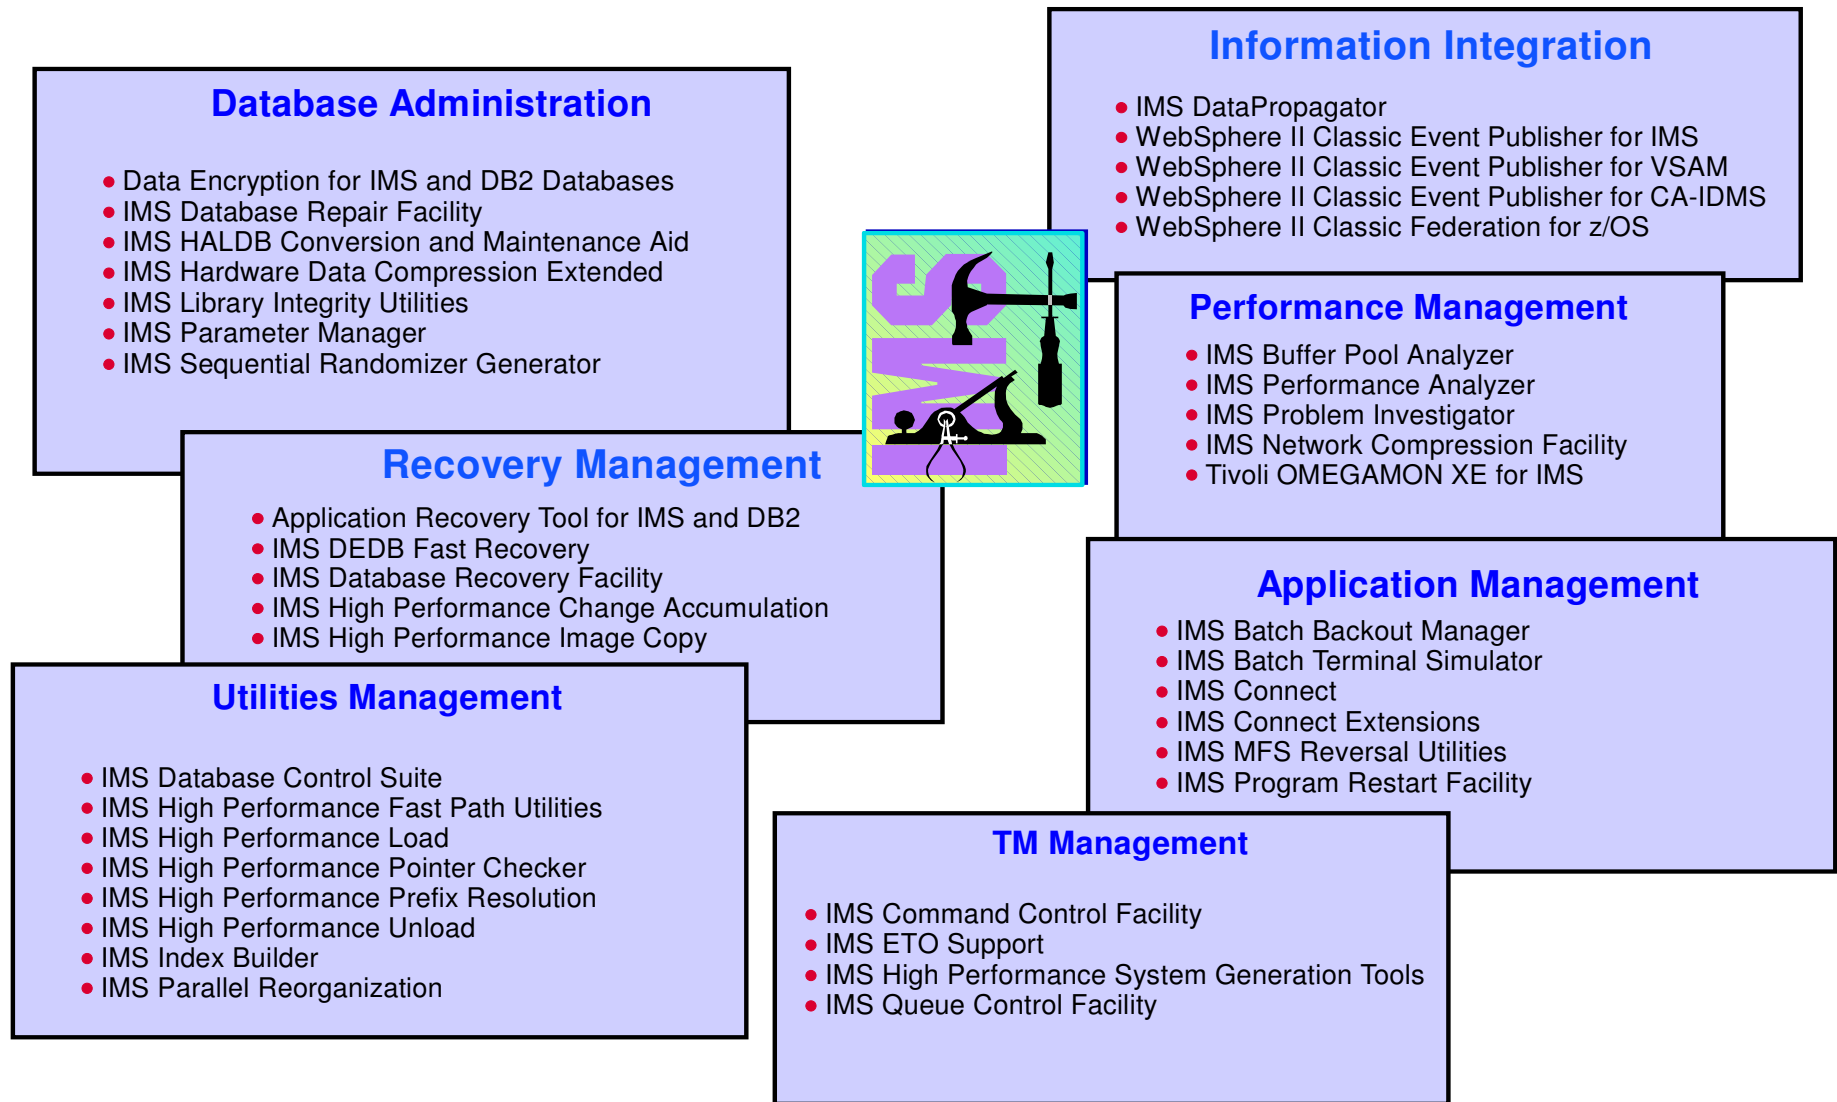 Database Administration
• Data Encryption for IMS and DB2 Databases
• IMS Database Repair Facility
• IMS HALDB Conversion and Maintenance Aid
• IMS Hardware Data Compression Extended
• IMS Library Integrity Utilities
• IMS Parameter Manager
• IMS Sequential Randomizer Generator
Recovery Management
• Application Recovery Tool for IMS and DB2
• IMS DEDB Fast Recovery
• IMS Database Recovery Facility
• IMS High Performance Change Accumulation
• IMS High Performance Image Copy
Utilities Management
• IMS Database Control Suite
• IMS High Performance Fast Path Utilities
• IMS High Performance Load
• IMS High Performance Pointer Checker
• IMS High Performance Prefix Resolution
• IMS High Performance Unload
• IMS Index Builder
• IMS Parallel Reorganization
IMS
Information Integration
• IMS DataPropagator
• WebSphere II Classic Event Publisher for IMS
• WebSphere II Classic Event Publisher for VSAM
• WebSphere II Classic Event Publisher for CA-IDMS
• WebSphere II Classic Federation for z/OS
Performance Management
• IMS Buffer Pool Analyzer
• IMS Performance Analyzer
• IMS Problem Investigator
• IMS Network Compression Facility
• Tivoli OMEGAMON XE for IMS
Application Management
• IMS Batch Backout Manager
• IMS Batch Terminal Simulator
• IMS Connect
• IMS Connect Extensions
• IMS MFS Reversal Utilities
• IMS Program Restart Facility
TM Management
• IMS Command Control Facility
• IMS ETO Support
• IMS High Performance System Generation Tools
• IMS Queue Control Facility